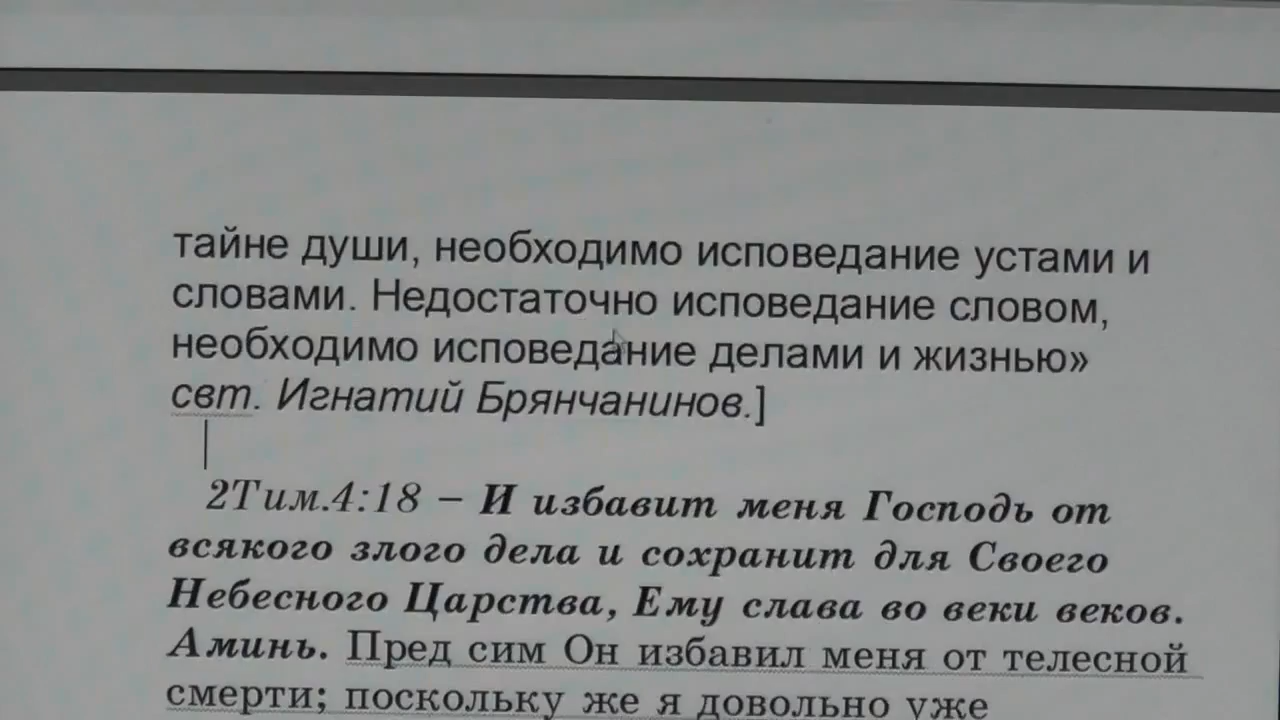 тайне души, необходимо исповедание устами и
словами. Недостаточно исповедание словом,
необходимо исповедание делами и жизнью»
свт. Игнатий Брянчанинов.]
2Тим.4:18 – И избавит меня Господь от
всякого злого дела и сохранит для Своего
Небесного Царства, Ему слава во веки веков.
Аминь. Пред сим Он избавил меня от телесной
смерти; поскольку же я довольно уже